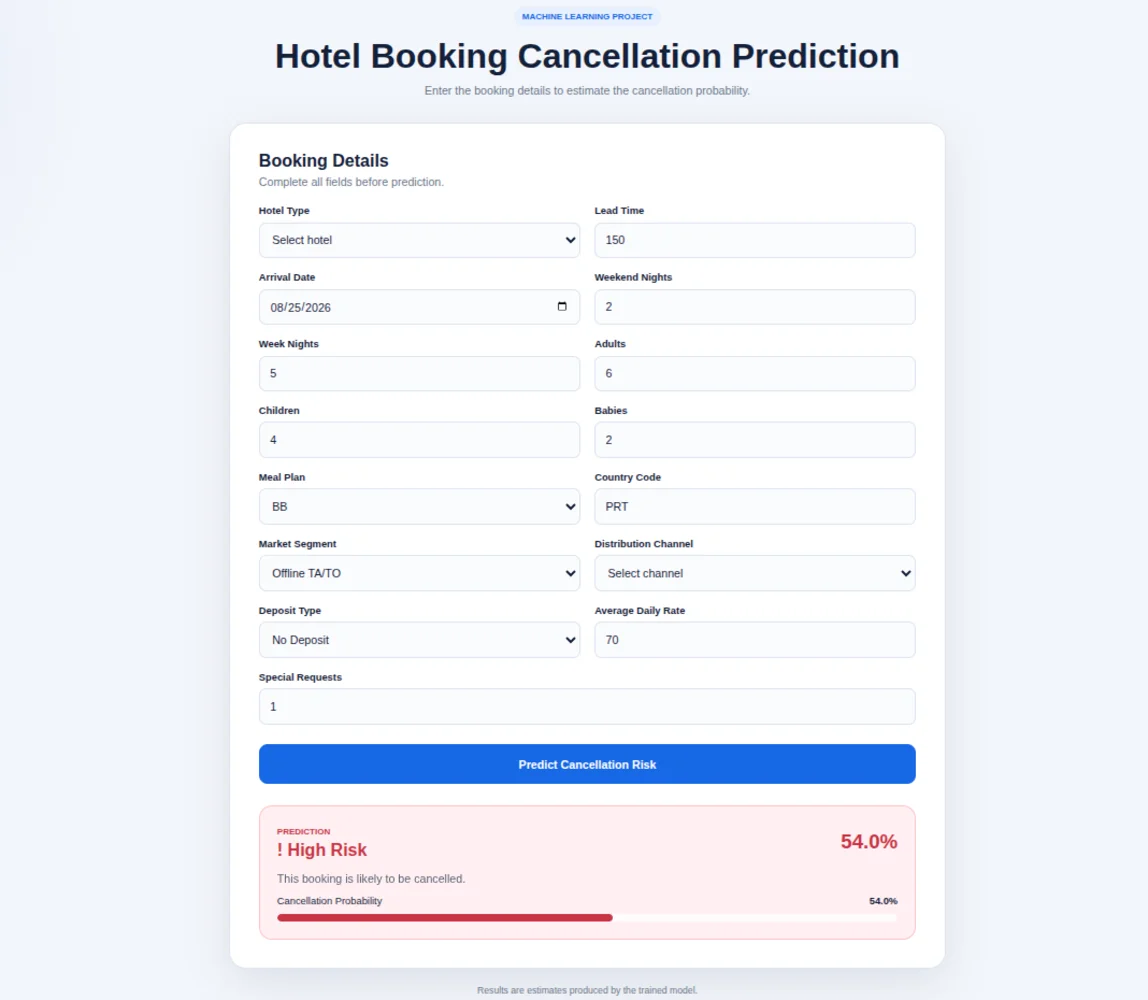 MACHINE LEARNING PROJECT
Hotel Booking Cancellation Prediction
Enter the booking details to estimate the cancellation probability.
Booking Details
Complete all fields before prediction.
Hotel Type
Select hotel
Lead Time
150
Arrival Date
08/25/2026
Weekend Nights
2
Week Nights
5
Adults
6
Children
4
Babies
2
Meal Plan
BB
Country Code
PRT
Market Segment
Offline TA/TO
Distribution Channel
Select channel
Deposit Type
No Deposit
Average Daily Rate
70
Special Requests
1
Predict Cancellation Risk
PREDICTION
! High Risk
54.0%
This booking is likely to be cancelled.
Cancellation Probability
54.0%
Results are estimates produced by the trained model.